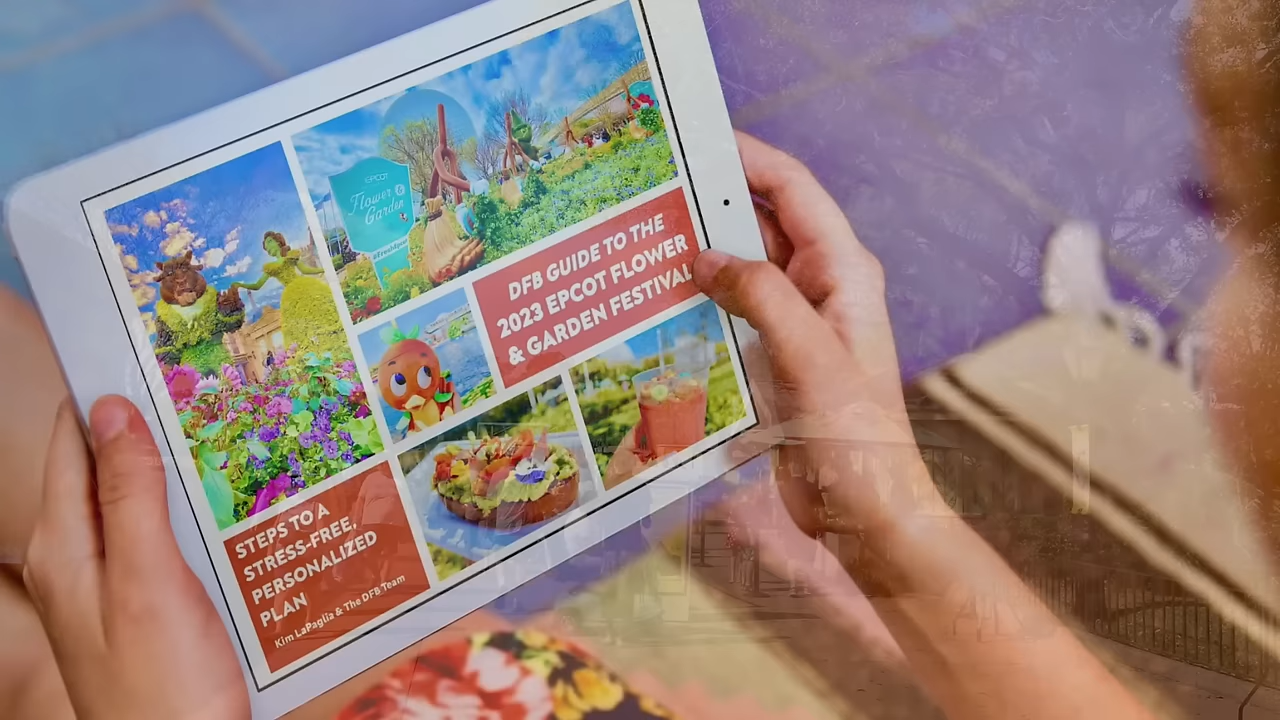 EPCOT
Flower &
Garden
DFB GUIDE TO THE
2023 EPCOT FLOWER
& GARDEN FESTIVAL
STEPS TO A
STRESS-FREE,
PERSONALIZED
PLAN
Kim LaPaglia & The DFB Team